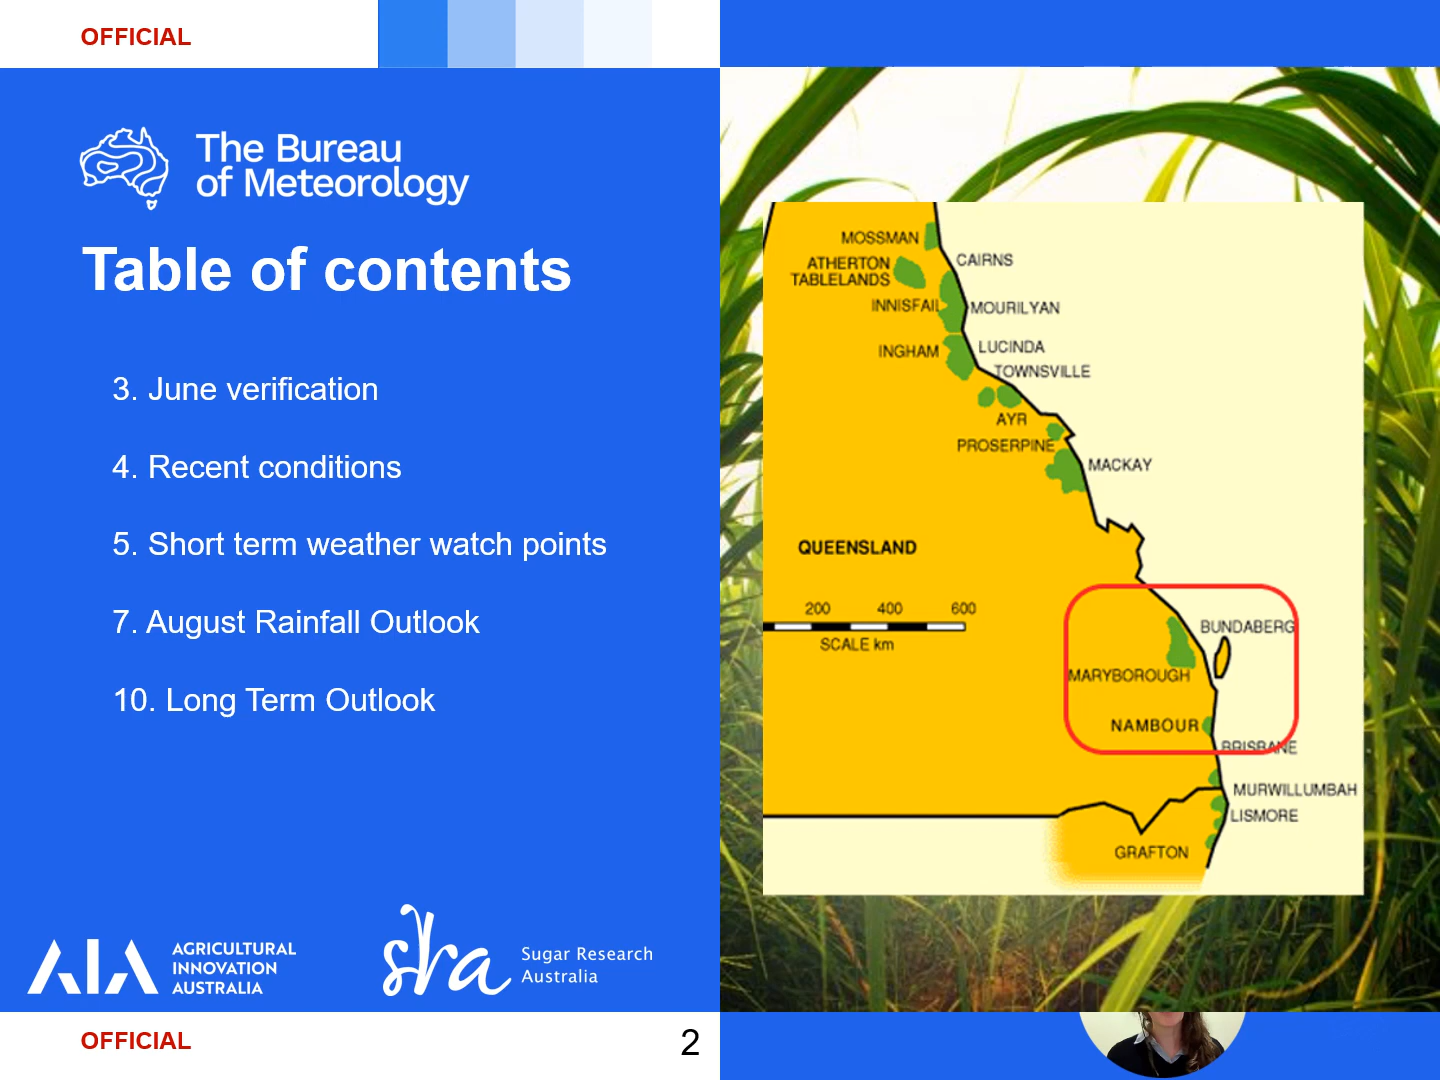 OFFICIAL
The Bureau
of Meteorology
Table of contents
3. June verification
4. Recent conditions
5. Short term weather watch points
7. August Rainfall Outlook
10. Long Term Outlook
AIA
AGRICULTURAL
INNOVATION
AUSTRALIA
sra
Sugar Research
Australia
OFFICIAL
2
MOSSMAN
CAIRNS
ATHERTON
TABLELANDS
INNISFAIL
MOURILYAN
LUCINDA
INGHAM
TOWNSVILLE
AYR
PROSERPINE
MACKAY
QUEENSLAND
200 400 600
SCALE km
BUNDABERG
MARYBOROUGH
NAMBOUR
BRISBANE
MURWILLUMBAH
LISMORE
GRAFTON